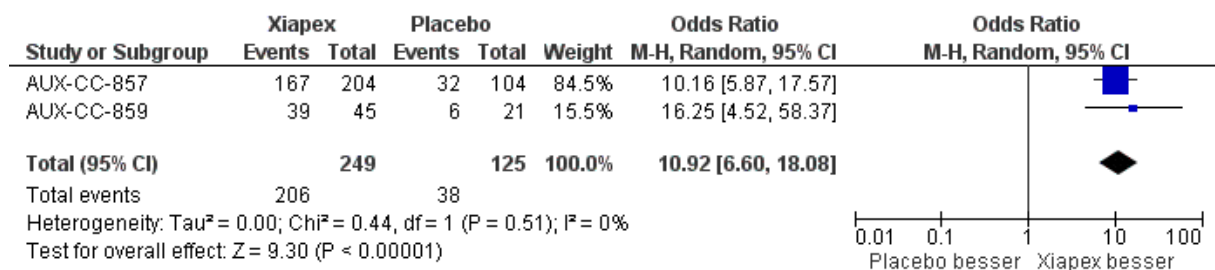 Xiapex Placebo Odds Ratio Odds Ratio
Study or Subgroup Events Total Events Total Weight M-H, Random, 95% CI M-H, Random, 95% CI
AUX-CC-857 167 204 32 104 84.5% 10.16 [5.87, 17.57]
AUX-CC-859 39 45 6 21 15.5% 16.25 [4.52, 58.37]
Total (95% CI) 249 125 100.0% 10.92 [6.60, 18.08]
Total events 206 38
Heterogeneity: Tau² = 0.00; Chi² = 0.44, df = 1 (P = 0.51); I² = 0%
Test for overall effect: Z = 9.30 (P < 0.00001)
0.01 0.1 1 10 100
Placebo besser Xiapex besser